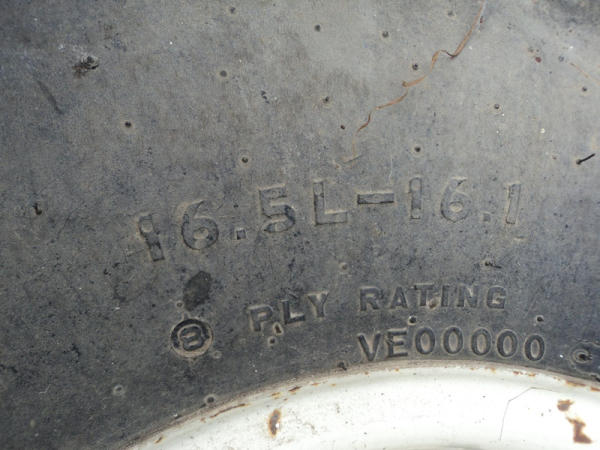 16.5L-16.1
8 PLY RATING
VE00000